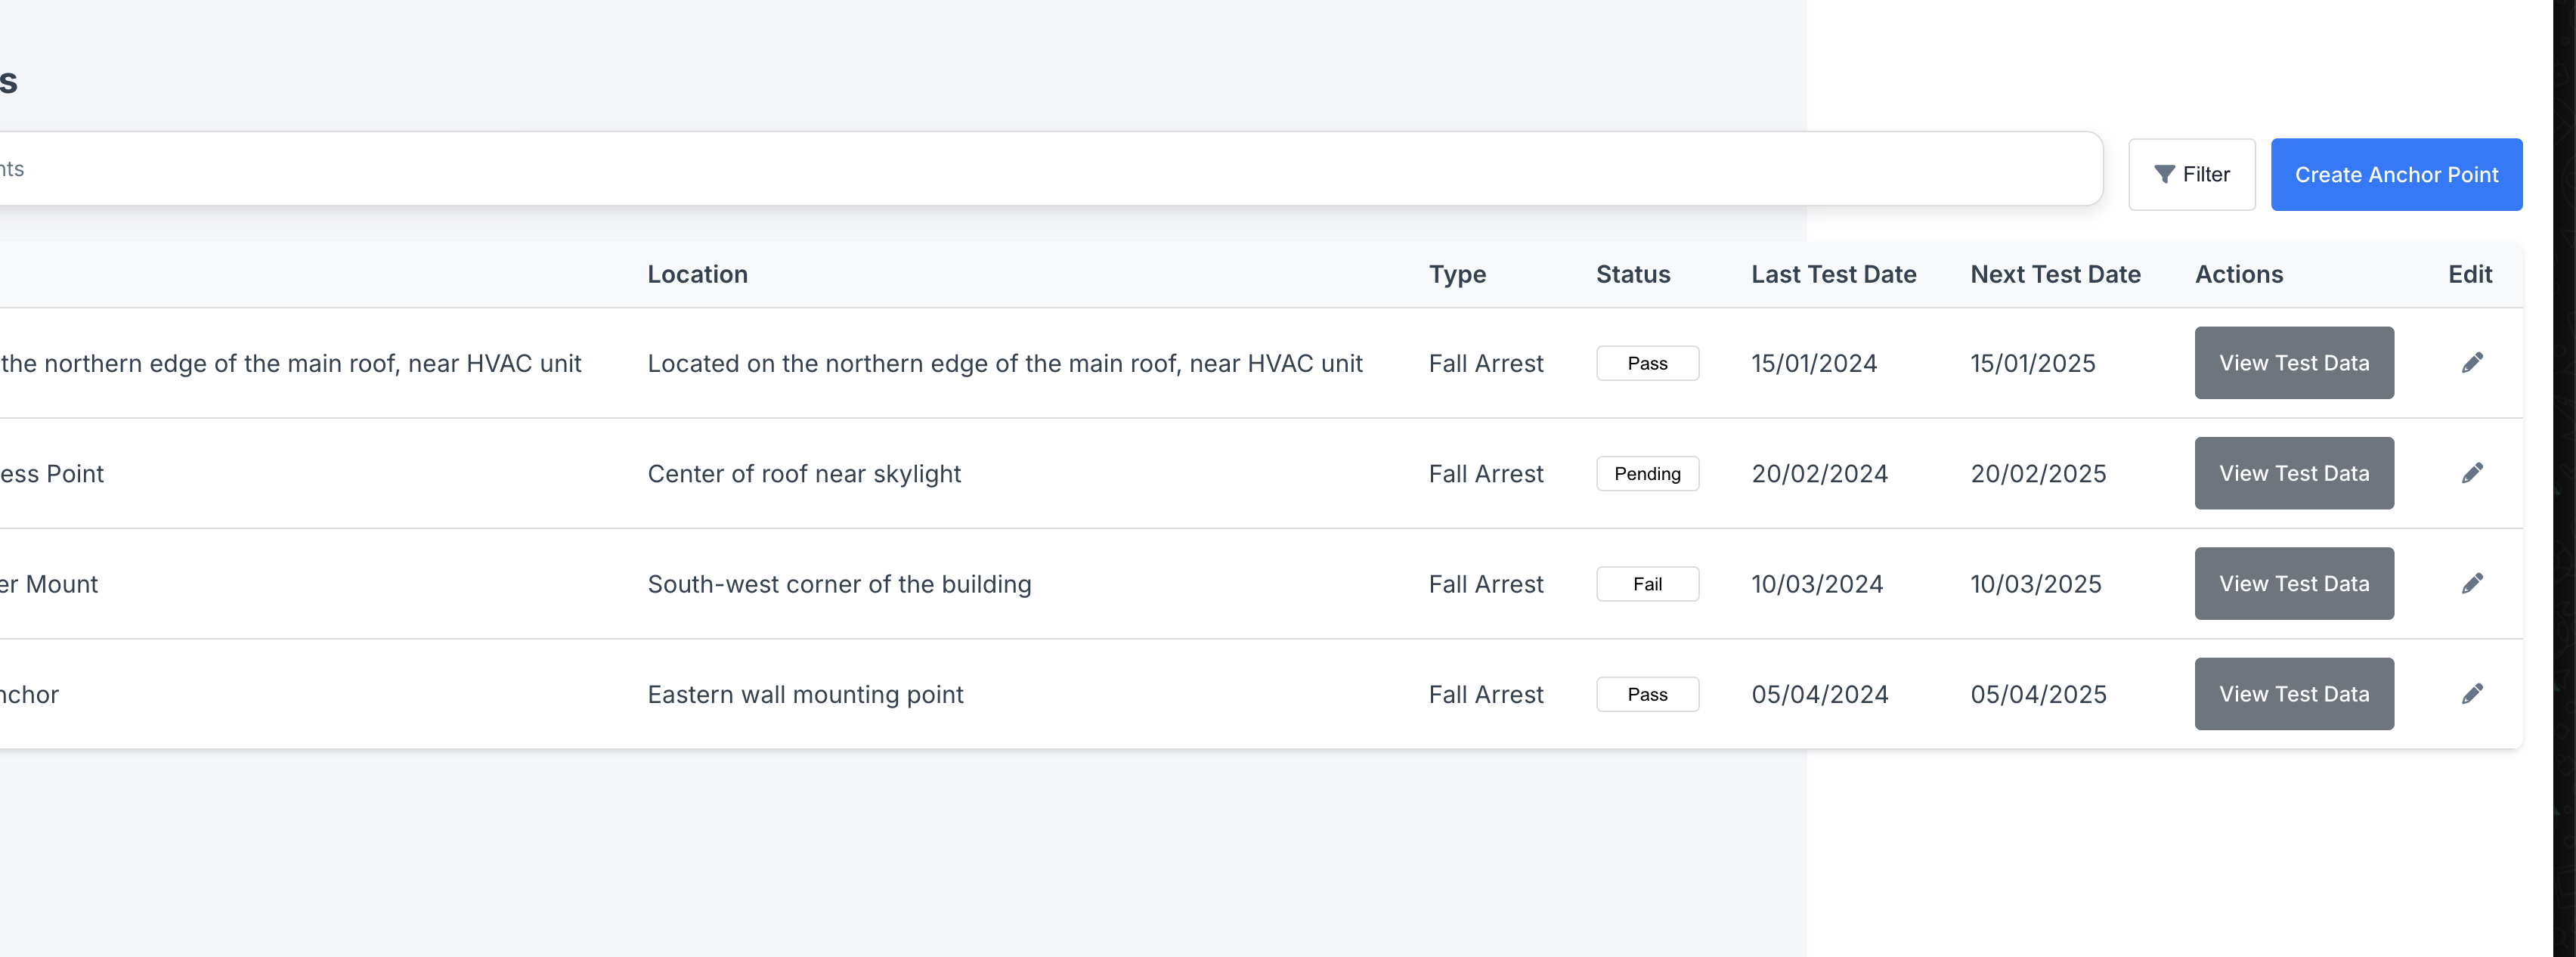 s
nts
Filter
Create Anchor Point
Location Type Status Last Test Date Next Test Date Actions Edit
the northern edge of the main roof, near HVAC unit Located on the northern edge of the main roof, near HVAC unit Fall Arrest Pass 15/01/2024 15/01/2025 View Test Data
ess Point Center of roof near skylight Fall Arrest Pending 20/02/2024 20/02/2025 View Test Data
er Mount South-west corner of the building Fall Arrest Fail 10/03/2024 10/03/2025 View Test Data
nchor Eastern wall mounting point Fall Arrest Pass 05/04/2024 05/04/2025 View Test Data